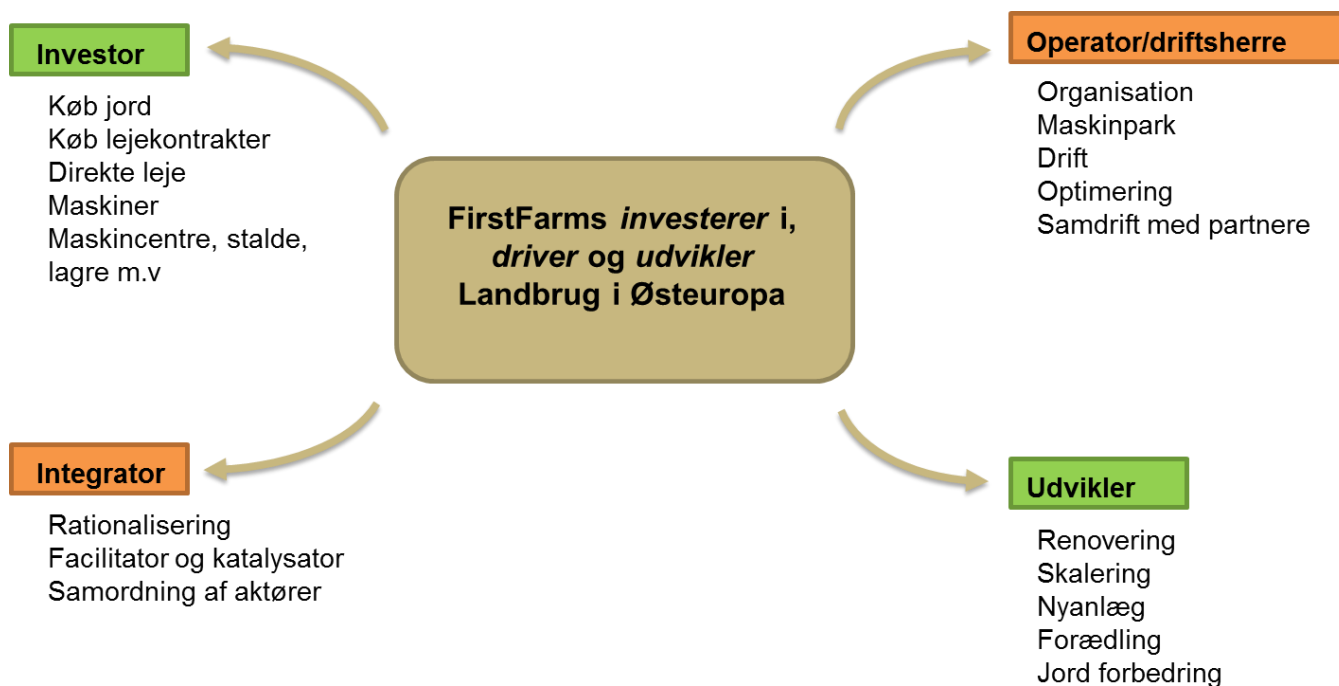 Investor
Køb jord
Køb lejekontrakter
Direkte leje
Maskiner
Maskincentre, stalde,
lagre m.v
Operator/driftsherre
Organisation
Maskinpark
Drift
Optimering
Samdrift med partnere
FirstFarms investerer i,
driver og udvikler
Landbrug i Østeuropa
Integrator
Rationalisering
Facilitator og katalysator
Samordning af aktører
Udvikler
Renovering
Skalering
Nyanlæg
Forædling
Jord forbedring